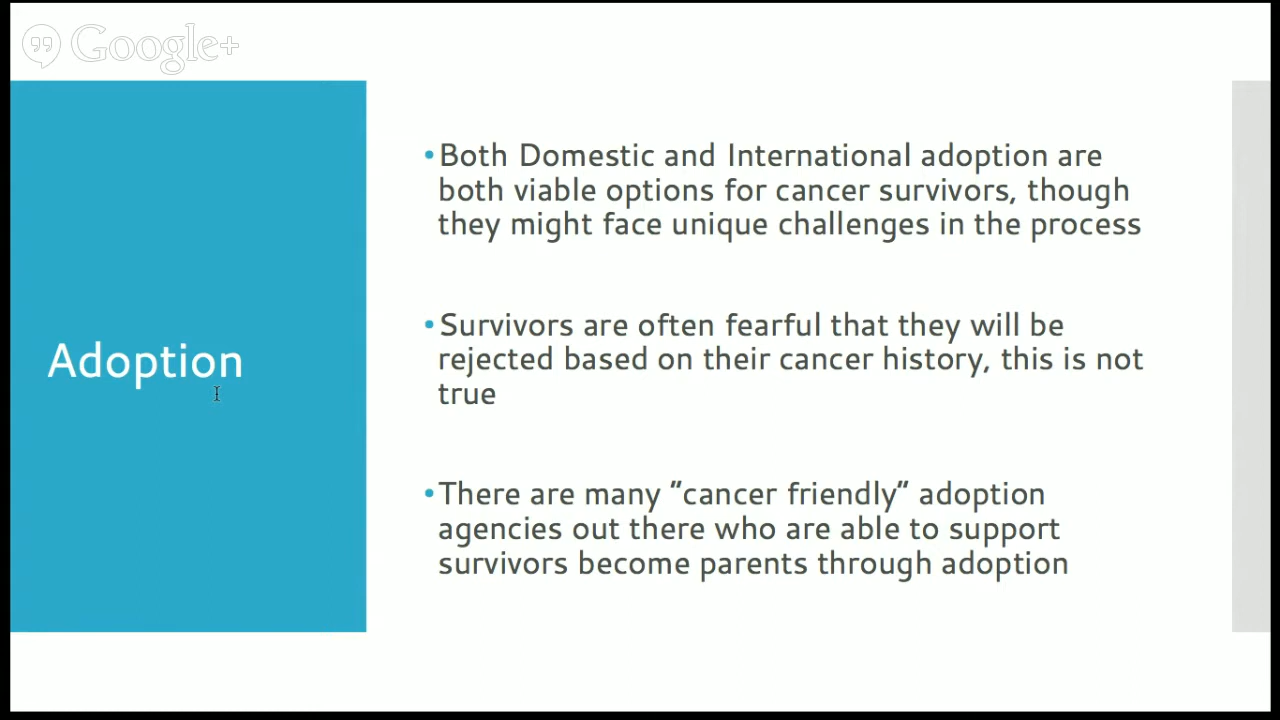 Google+
Adoption
•Both Domestic and International adoption are
both viable options for cancer survivors, though
they might face unique challenges in the process
•Survivors are often fearful that they will be
rejected based on their cancer history, this is not
true
•There are many "cancer friendly" adoption
agencies out there who are able to support
survivors become parents through adoption